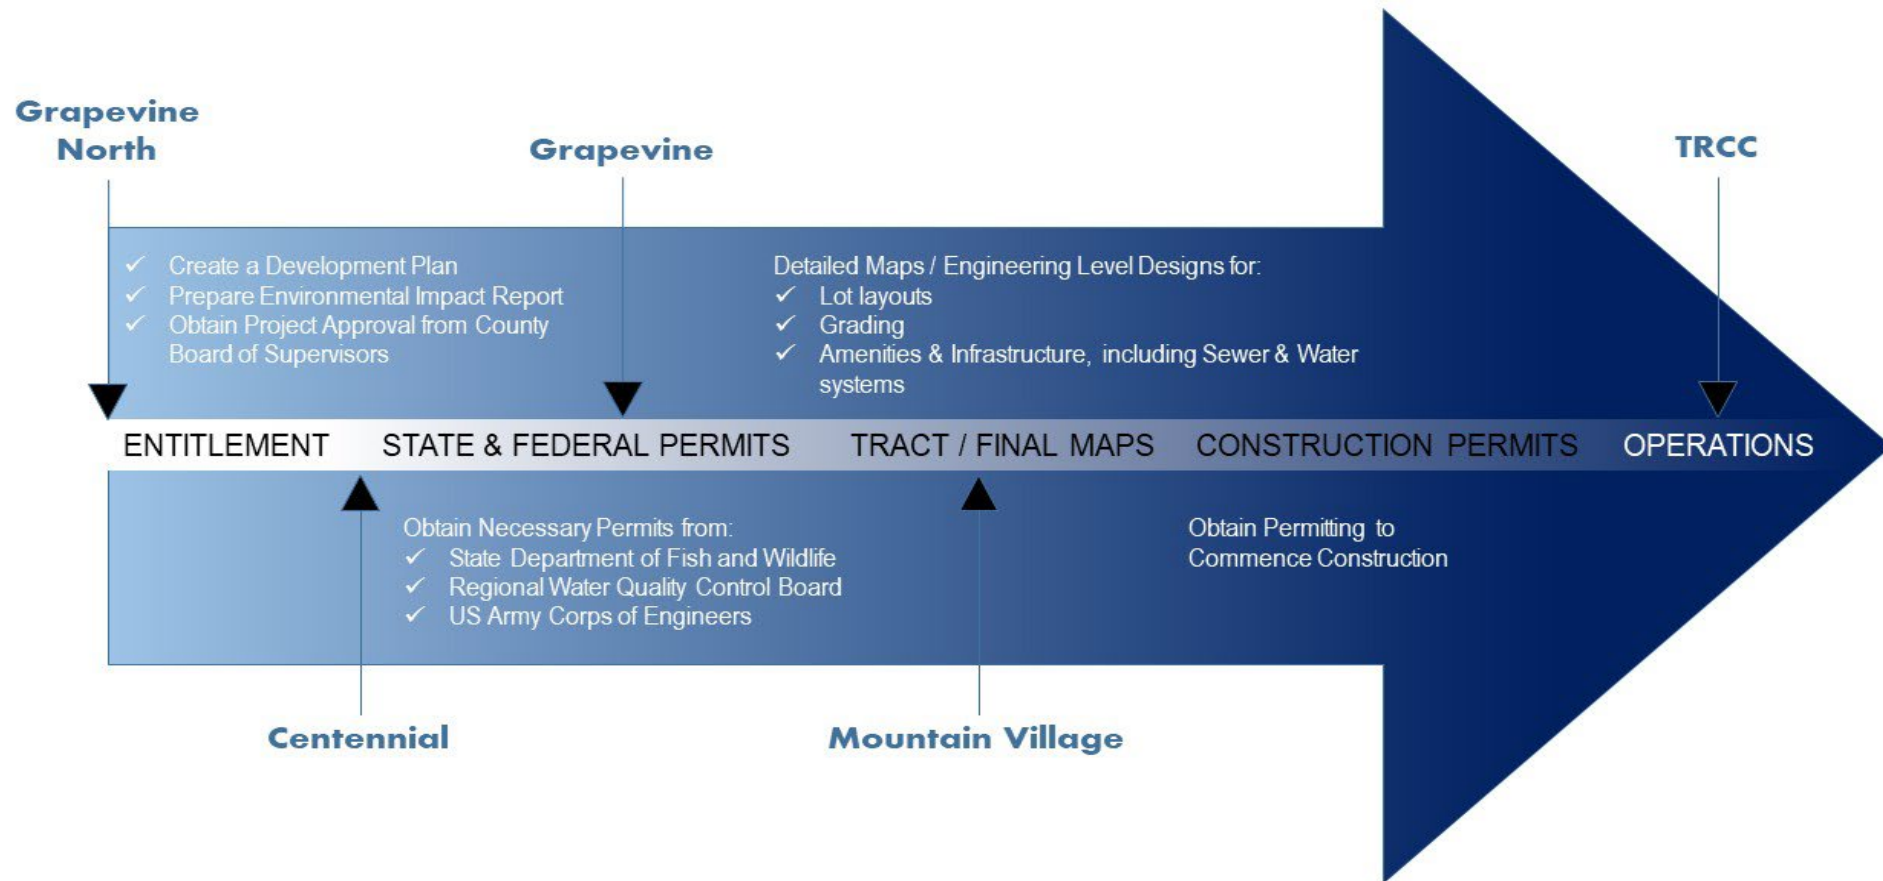 Grapevine
North
Grapevine
TRCC
✓ Create a Development Plan
✓ Prepare Environmental Impact Report
✓ Obtain Project Approval from County
Board of Supervisors
Detailed Maps / Engineering Level Designs for:
✓ Lot layouts
✓ Grading
✓ Amenities & Infrastructure, including Sewer & Water
systems
ENTITLEMENT
STATE & FEDERAL PERMITS
TRACT / FINAL MAPS
CONSTRUCTION PERMITS
OPERATIONS
Obtain Necessary Permits from:
✓ State Department of Fish and Wildlife
✓ Regional Water Quality Control Board
✓ US Army Corps of Engineers
Obtain Permitting to
Commence Construction
Centennial
Mountain Village